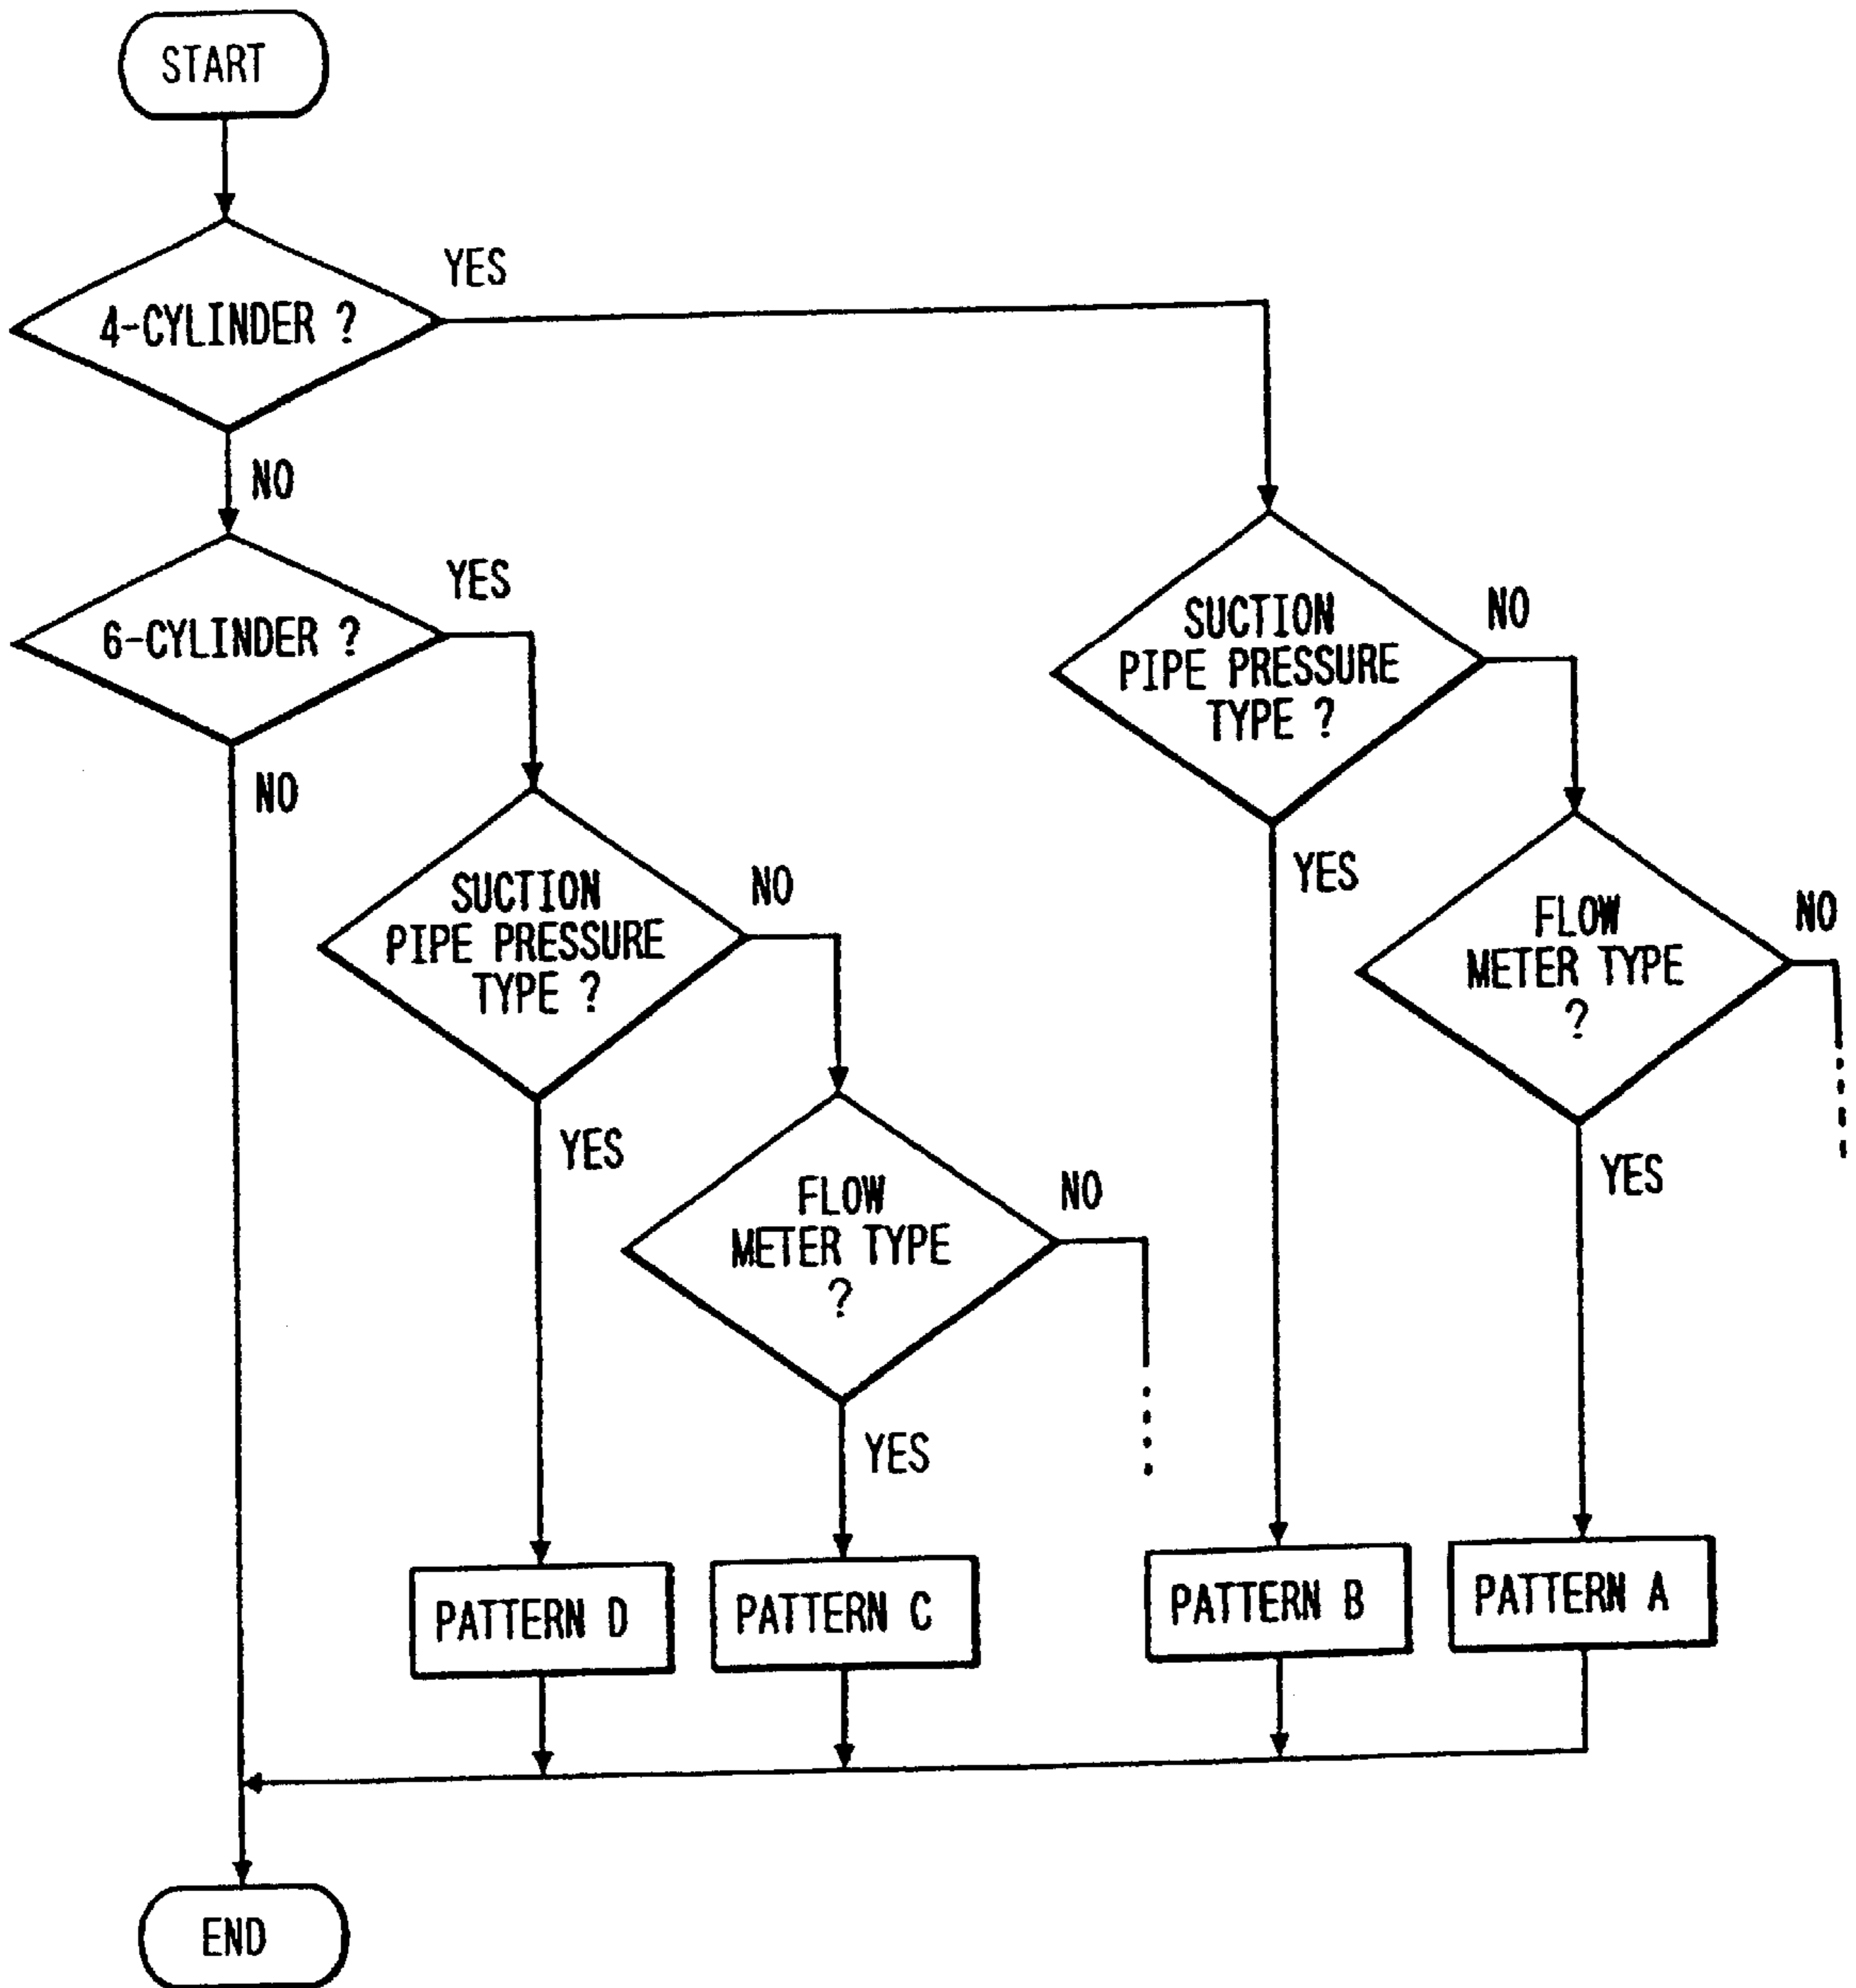 START
4-CYLINDER ?
YES
NO
6-CYLINDER ?
YES
NO
SUCTION
PIPE PRESSURE
TYPE ?
NO
YES
FLOW
METER TYPE
?
NO
YES
SUCTION
PIPE PRESSURE
TYPE ?
NO
YES
FLOW
METER TYPE
?
NO
YES
PATTERN D
PATTERN C
PATTERN B
PATTERN A
END